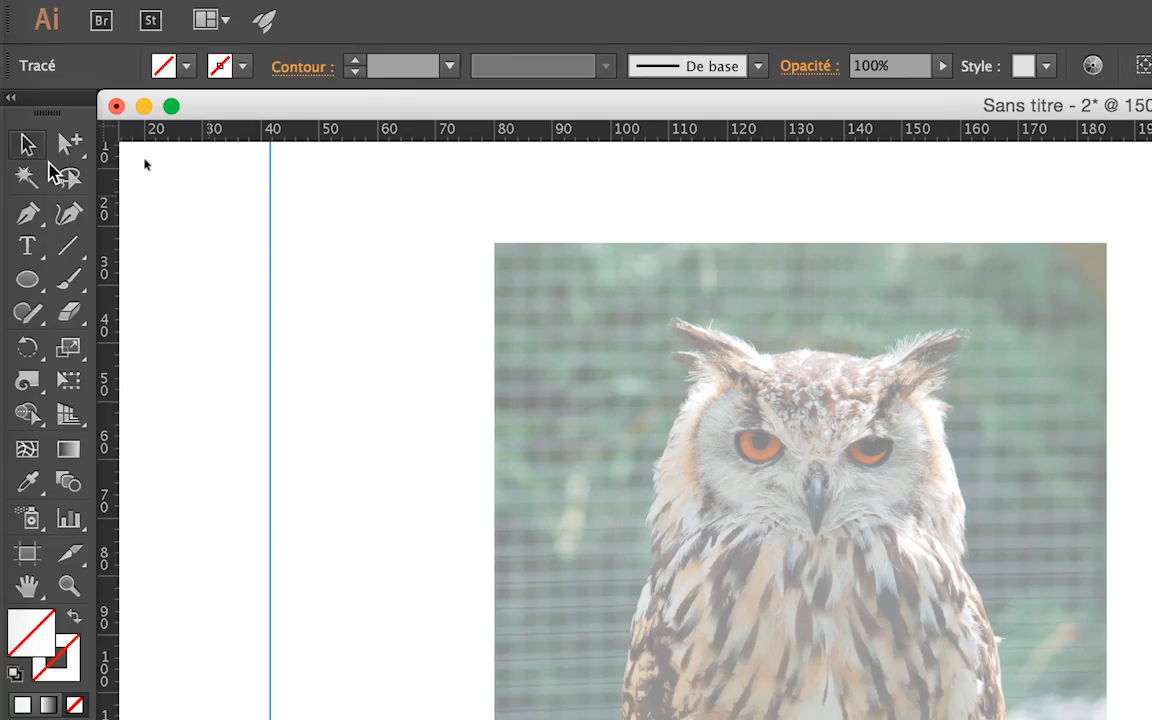 Ai Br St
Tracé Contour : De base Opacité : 100% Style :
Sans titre - 2* @ 150
20 30 40 50 60 70 80 90 100 110 120 130 140 150 160 170 180 19
10
20
30
40
50
60
70
80
90
100
1
T